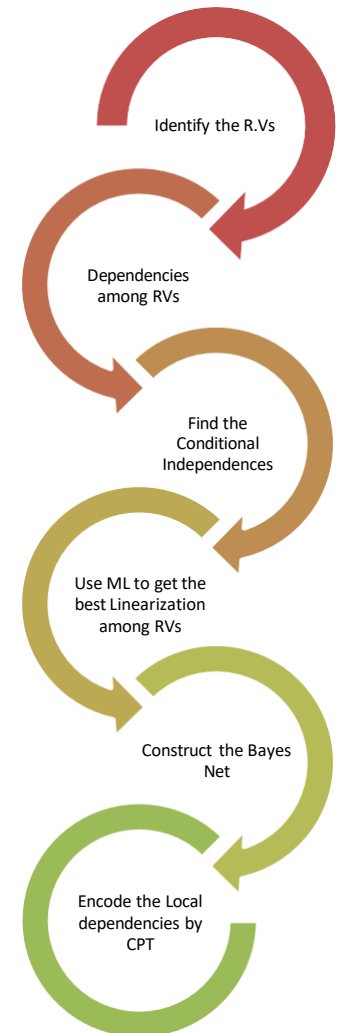 Identify the R.Vs
Dependencies
among RVs
Find the
Conditional
Independences
Use ML to get the
best Linearization
among RVs
Construct the Bayes
Net
Encode the Local
dependencies by
CPT